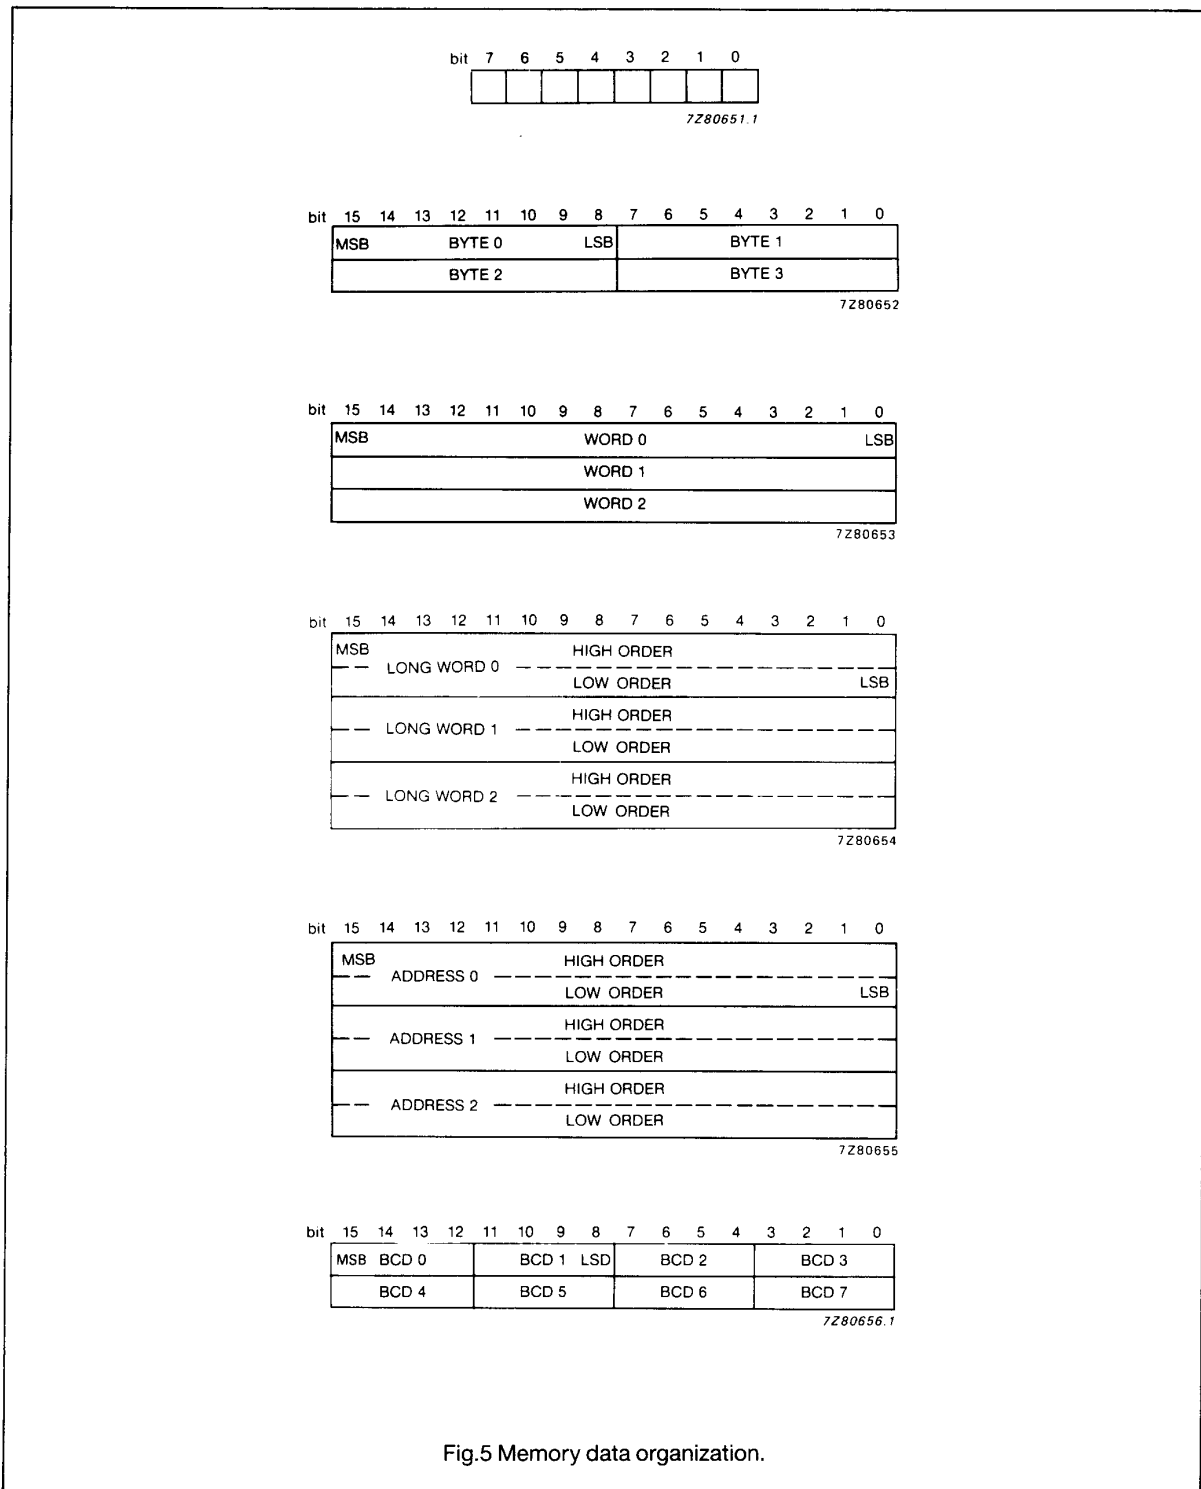 bit 7 6 5 4 3 2 1 0
7Z80651.1
bit 15 14 13 12 11 10 9 8 7 6 5 4 3 2 1 0
MSB BYTE 0 LSB BYTE 1
BYTE 2 BYTE 3
7Z80652
bit 15 14 13 12 11 10 9 8 7 6 5 4 3 2 1 0
MSB WORD 0 LSB
WORD 1
WORD 2
7Z80653
bit 15 14 13 12 11 10 9 8 7 6 5 4 3 2 1 0
MSB HIGH ORDER
LONG WORD 0
LOW ORDER LSB
HIGH ORDER
LONG WORD 1
LOW ORDER
HIGH ORDER
LONG WORD 2
LOW ORDER
7Z80654
bit 15 14 13 12 11 10 9 8 7 6 5 4 3 2 1 0
MSB HIGH ORDER
ADDRESS 0
LOW ORDER LSB
HIGH ORDER
ADDRESS 1
LOW ORDER
HIGH ORDER
ADDRESS 2
LOW ORDER
7Z80655
bit 15 14 13 12 11 10 9 8 7 6 5 4 3 2 1 0
MSB BCD 0 BCD 1 LSD BCD 2 BCD 3
BCD 4 BCD 5 BCD 6 BCD 7
7Z80656.1
Fig.5 Memory data organization.